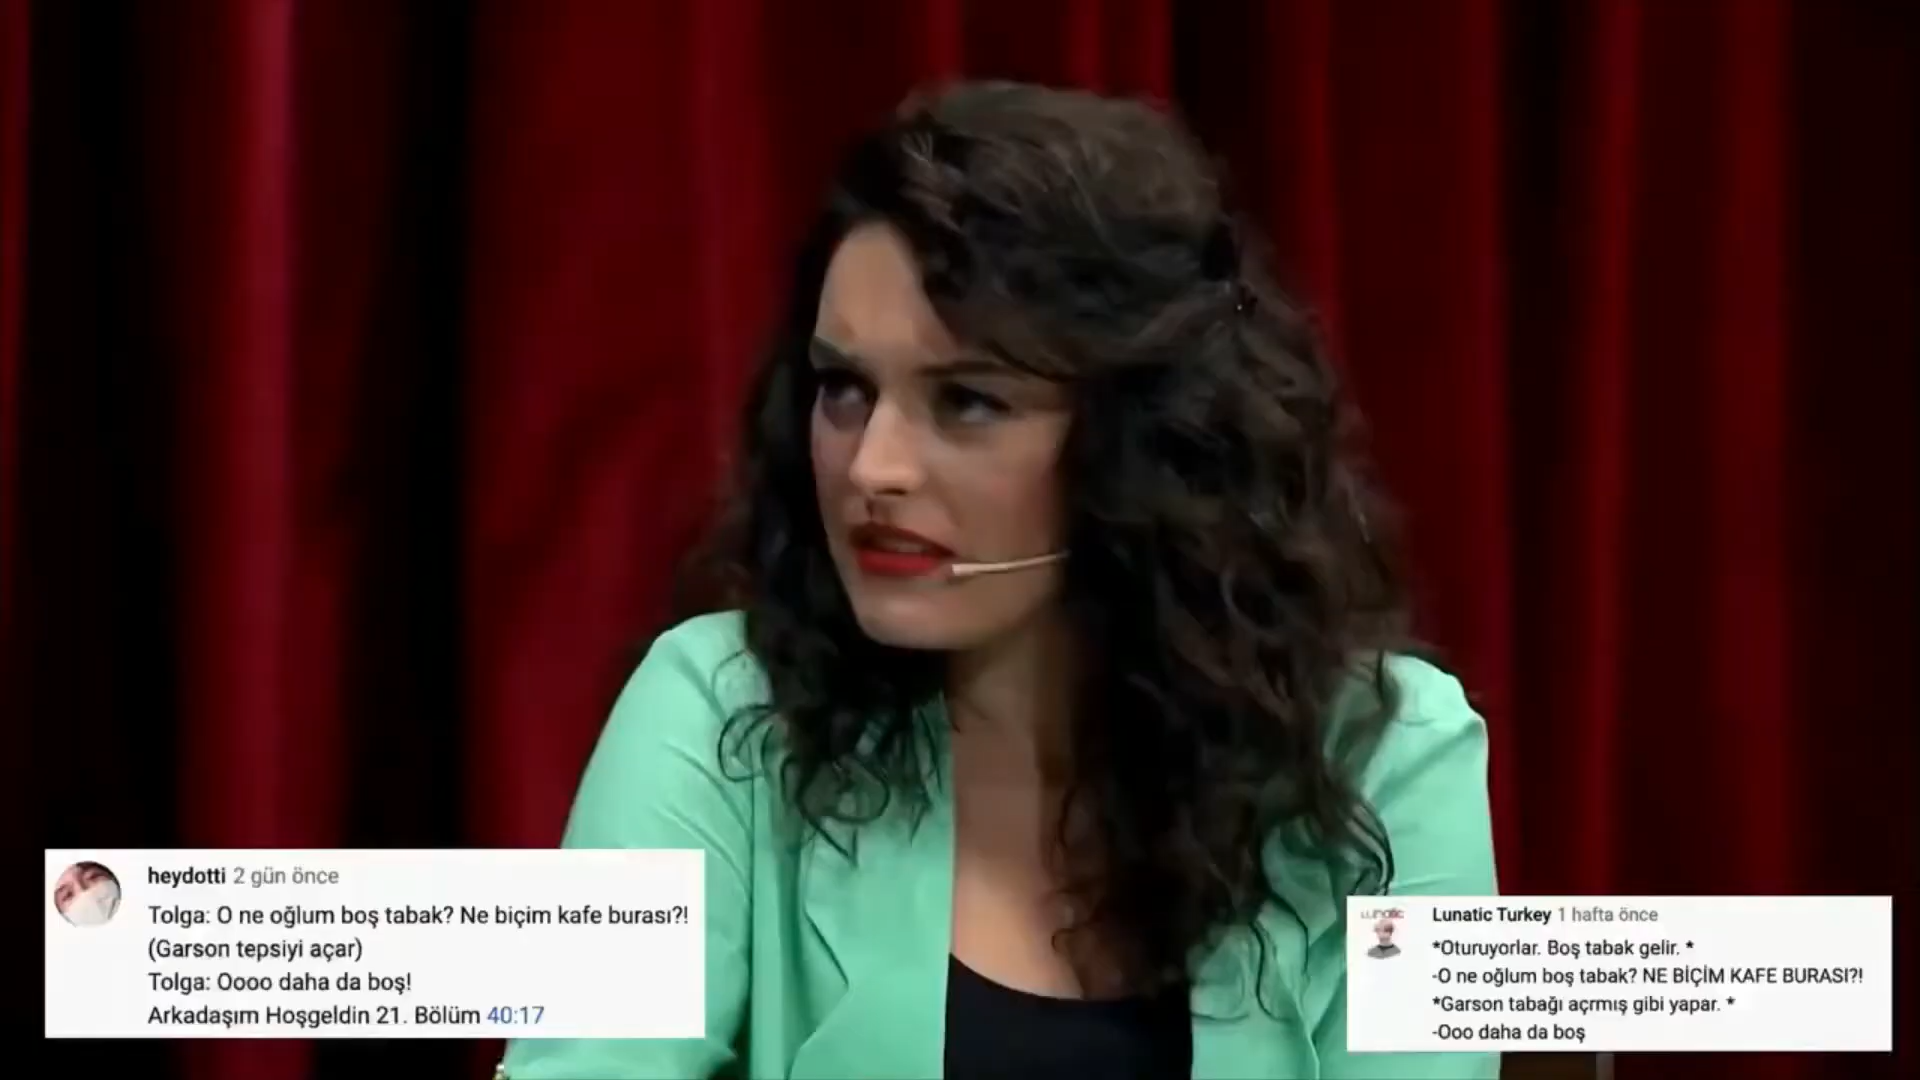 heydotti 2 gün önce
Tolga: O ne oğlum boş tabak? Ne biçim kafe burası?!
(Garson tepsiyi açar)
Tolga: Oooo daha da boş!
Arkadaşım Hoşgeldin 21. Bölüm 40:17
LUNATIC
Lunatic Turkey 1 hafta önce
*Oturuyorlar. Boş tabak gelir. *
-O ne oğlum boş tabak? NE BİÇİM KAFE BURASI?!
*Garson tabağı açrmış gibi yapar. *
-Ooo daha da boş